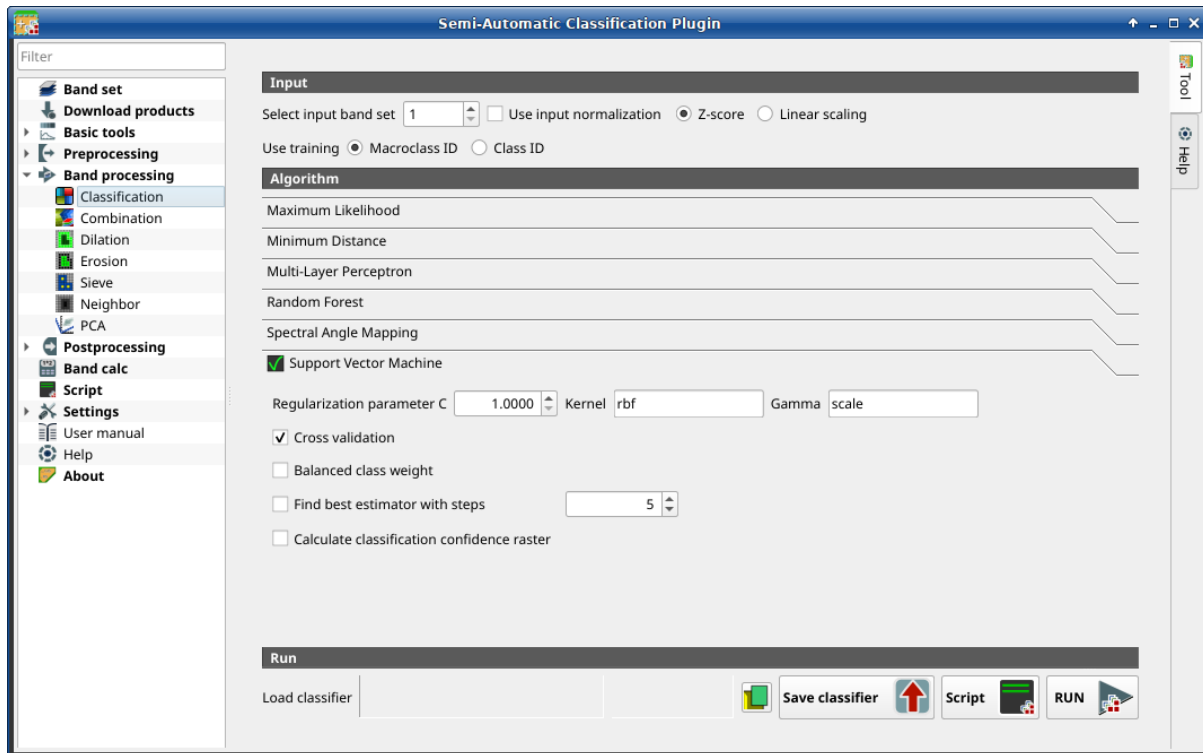 Semi-Automatic Classification Plugin
Filter
Band set
Download products
Basic tools
Preprocessing
Band processing
Classification
Combination
Dilation
Erosion
Sieve
Neighbor
PCA
Postprocessing
Band calc
Script
Settings
User manual
Help
About
Input
Select input band set 1 Use input normalization Z-score Linear scaling
Use training Macroclass ID Class ID
Algorithm
Maximum Likelihood
Minimum Distance
Multi-Layer Perceptron
Random Forest
Spectral Angle Mapping
Support Vector Machine
Regularization parameter C 1.0000 Kernel rbf Gamma scale
Cross validation
Balanced class weight
Find best estimator with steps 5
Calculate classification confidence raster
Run
Load classifier Save classifier Script RUN
Tool
Help